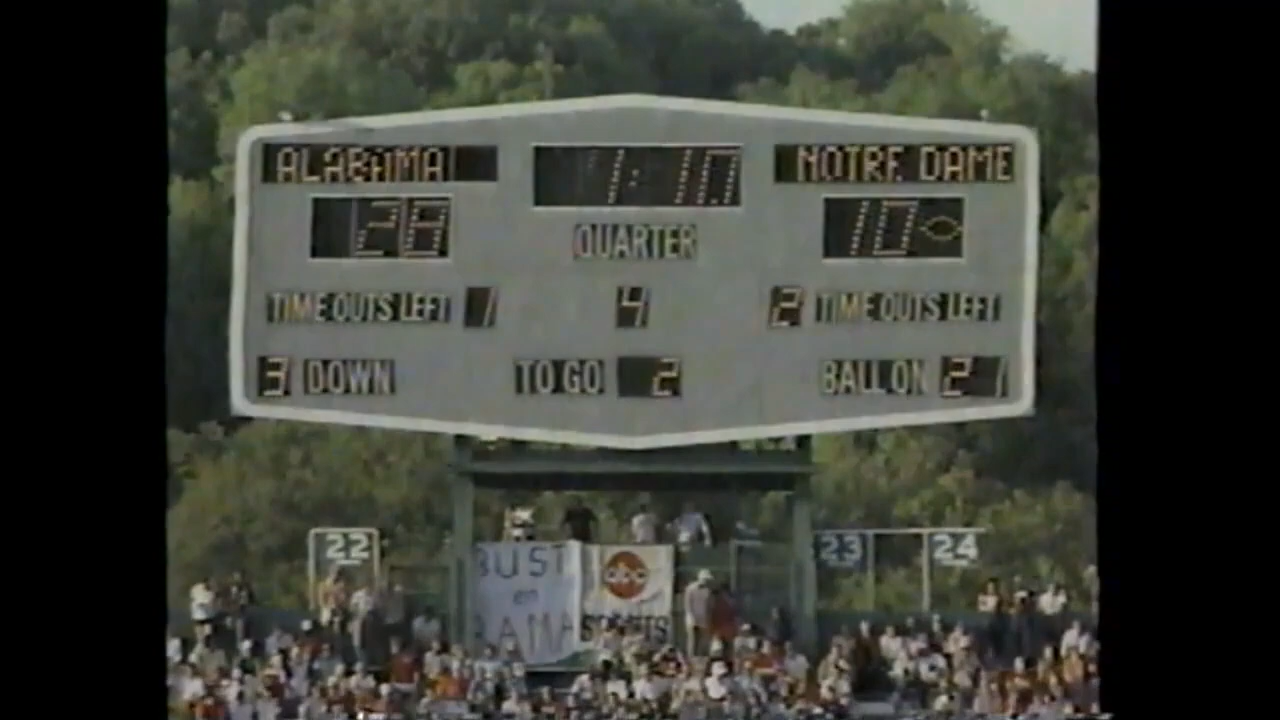 ALABAMA 1:10 NOTRE DAME
28 10
QUARTER
TIME OUTS LEFT 1 4 2 TIME OUTS LEFT
3 DOWN TO GO 2 BALL ON 21
22 23 24
BUST
en
BAMA
abc
SPORTS